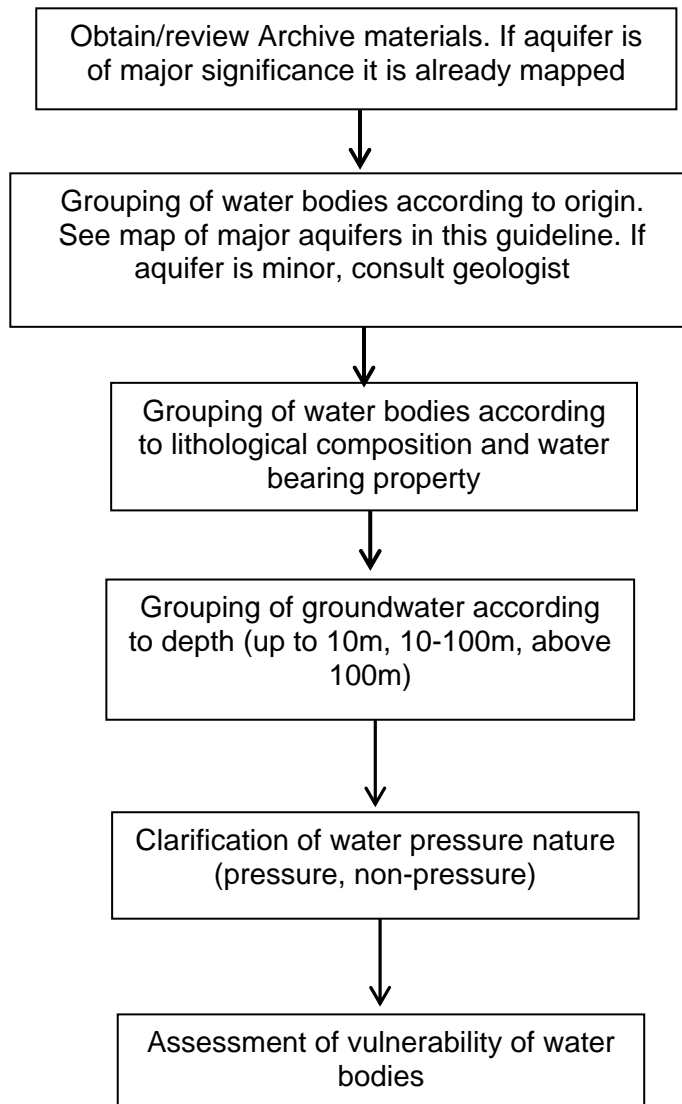 Obtain/review Archive materials. If aquifer is
of major significance it is already mapped
Grouping of water bodies according to origin.
See map of major aquifers in this guideline. If
aquifer is minor, consult geologist
Grouping of water bodies according
to lithological composition and water
bearing property
Grouping of groundwater according
to depth (up to 10m, 10-100m, above
100m)
Clarification of water pressure nature
(pressure, non-pressure)
Assessment of vulnerability of water
bodies